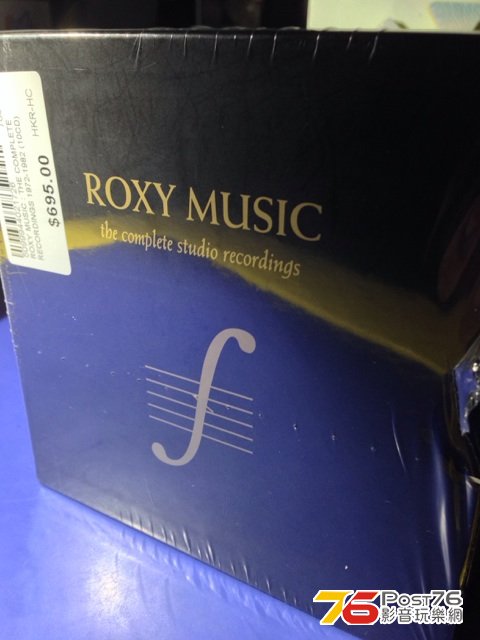 ROXY MUSIC : THE COMPLETE
RECORDINGS 1972-1982 (10CD)
HKR-HC
$695.00
ROXY MUSIC
the complete studio recordings
76 Post76
影音玩樂網